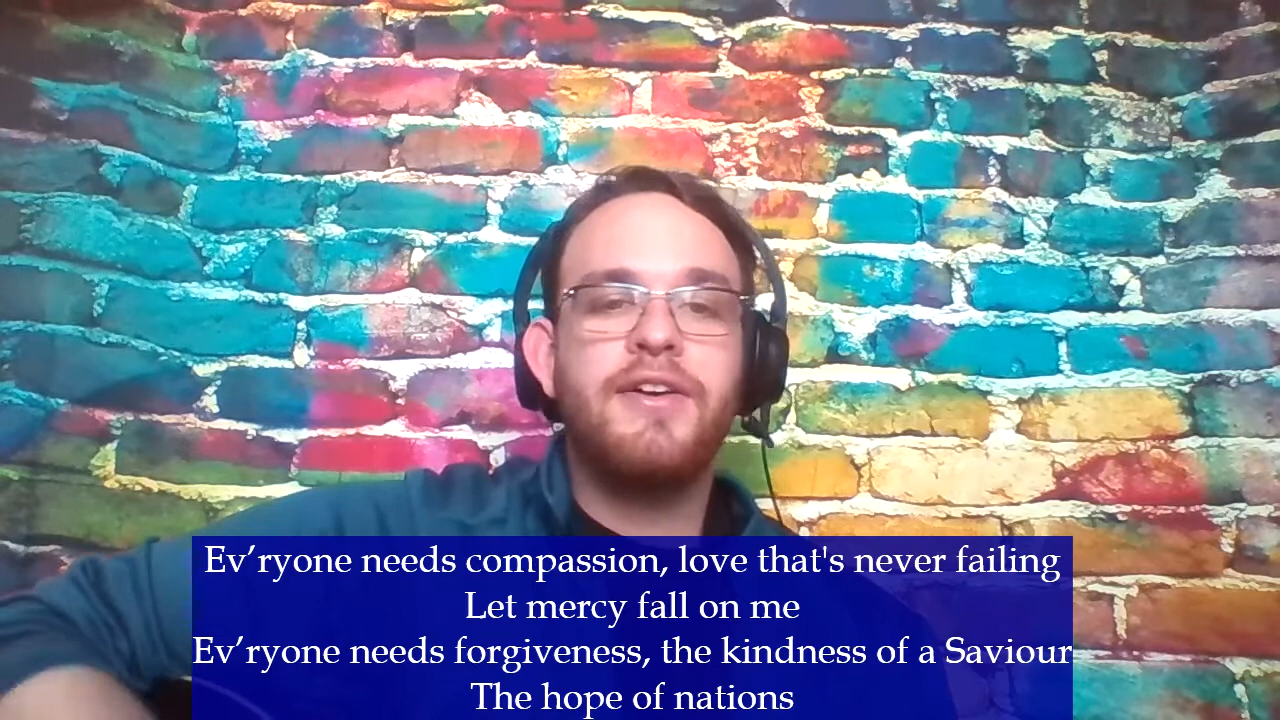 Ev’ryone needs compassion, love that's never failing
Let mercy fall on me
Ev’ryone needs forgiveness, the kindness of a Saviour
The hope of nations